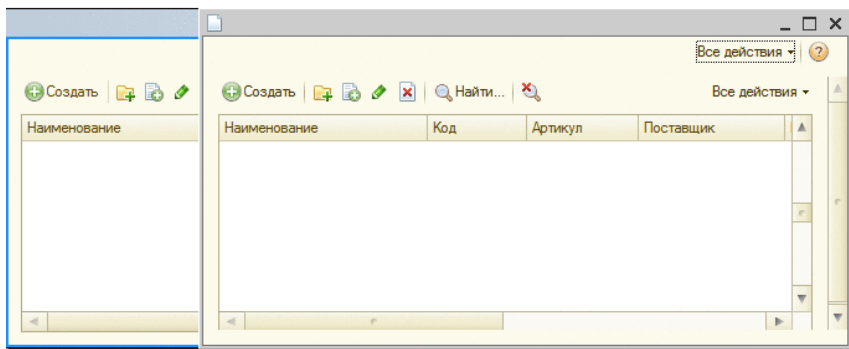 Все действия
Создать
Создать Найти... Все действия
Наименование
Наименование Код Артикул Поставщик